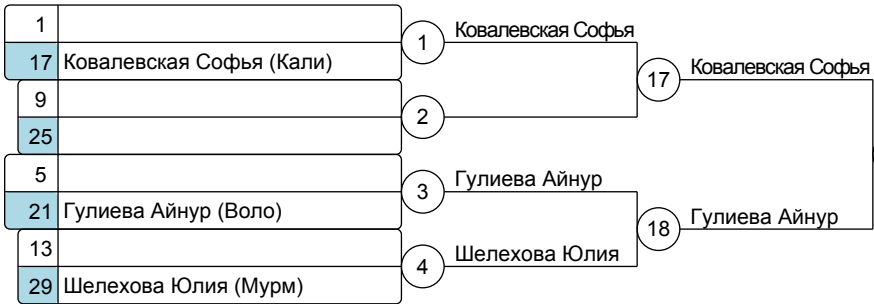 1
17 Ковалевская Софья (Кали)
1
Ковалевская Софья
9
25
2
17
Ковалевская Софья
5
21 Гулиева Айнур (Воло)
3
Гулиева Айнур
13
29 Шелехова Юлия (Мурм)
4
Шелехова Юлия
18
Гулиева Айнур